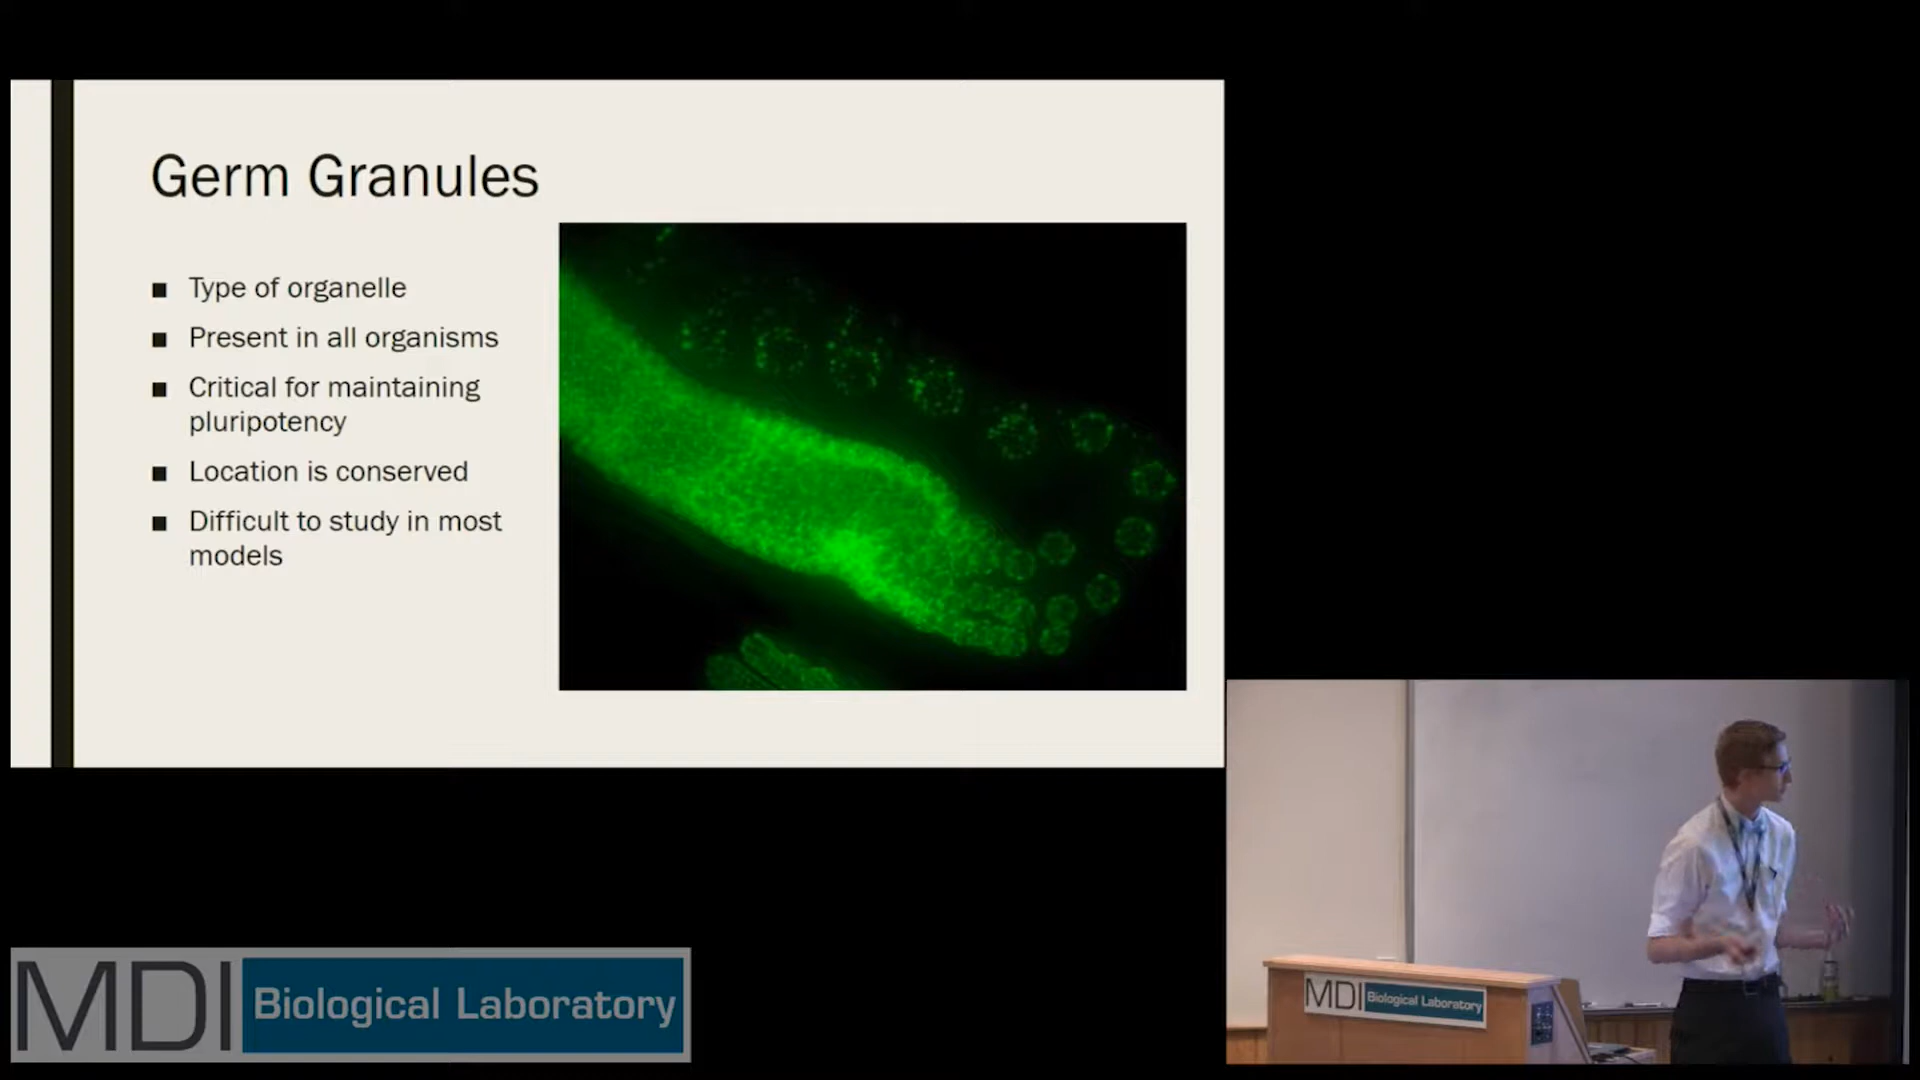 Germ Granules
Type of organelle
Present in all organisms
Critical for maintaining
pluripotency
Location is conserved
Difficult to study in most
models
MDI Biological Laboratory
MDI Biological Laboratory